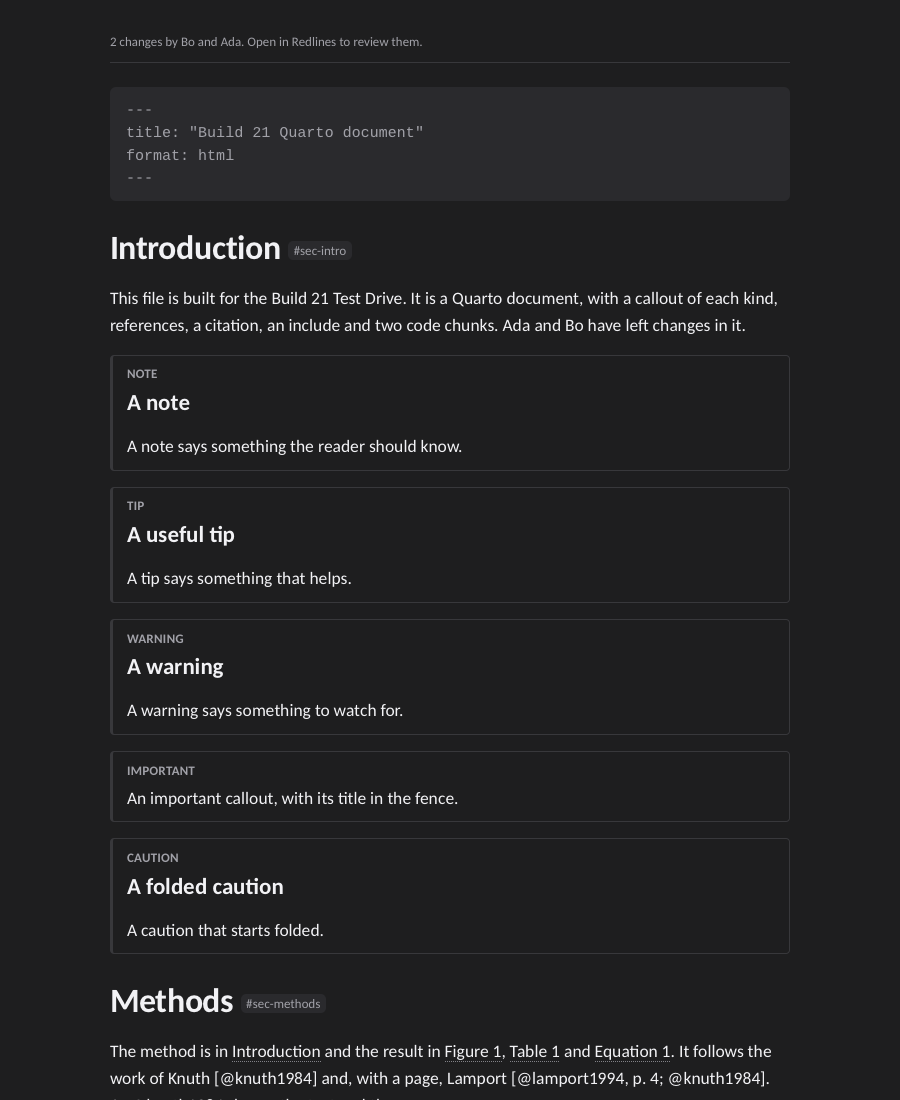 2 changes by Bo and Ada. Open in Redlines to review them.
---
title: "Build 21 Quarto document"
format: html
---
Introduction #sec-intro
This file is built for the Build 21 Test Drive. It is a Quarto document, with a callout of each kind,
references, a citation, an include and two code chunks. Ada and Bo have left changes in it.
NOTE
A note
A note says something the reader should know.
TIP
A useful tip
A tip says something that helps.
WARNING
A warning
A warning says something to watch for.
IMPORTANT
An important callout, with its title in the fence.
CAUTION
A folded caution
A caution that starts folded.
Methods #sec-methods
The method is in Introduction and the result in Figure 1, Table 1 and Equation 1. It follows the
work of Knuth [@knuth1984] and, with a page, Lamport [@lamport1994, p. 4; @knuth1984].